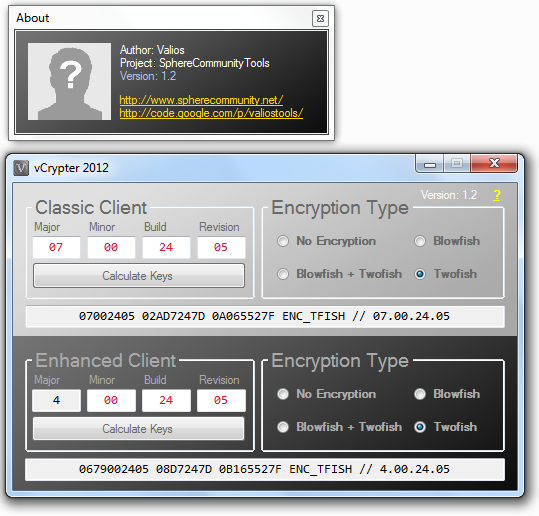 About
?
Author: Valios
Project: SphereCommunityTools
Version: 1.2
http://www.spherecommunity.net/
http://code.google.com/p/valiostools/
V vCrypter 2012
Version: 1.2 ?
Classic Client
Major Minor Build Revision
07 00 24 05
Calculate Keys
Encryption Type
No Encryption Blowfish
Blowfish + Twofish Twofish
07002405 02AD7247D 0A065527F ENC_TFISH // 07.00.24.05
Enhanced Client
Major Minor Build Revision
4 00 24 05
Calculate Keys
Encryption Type
No Encryption Blowfish
Blowfish + Twofish Twofish
0679002405 08D7247D 0B165527F ENC_TFISH // 4.00.24.05